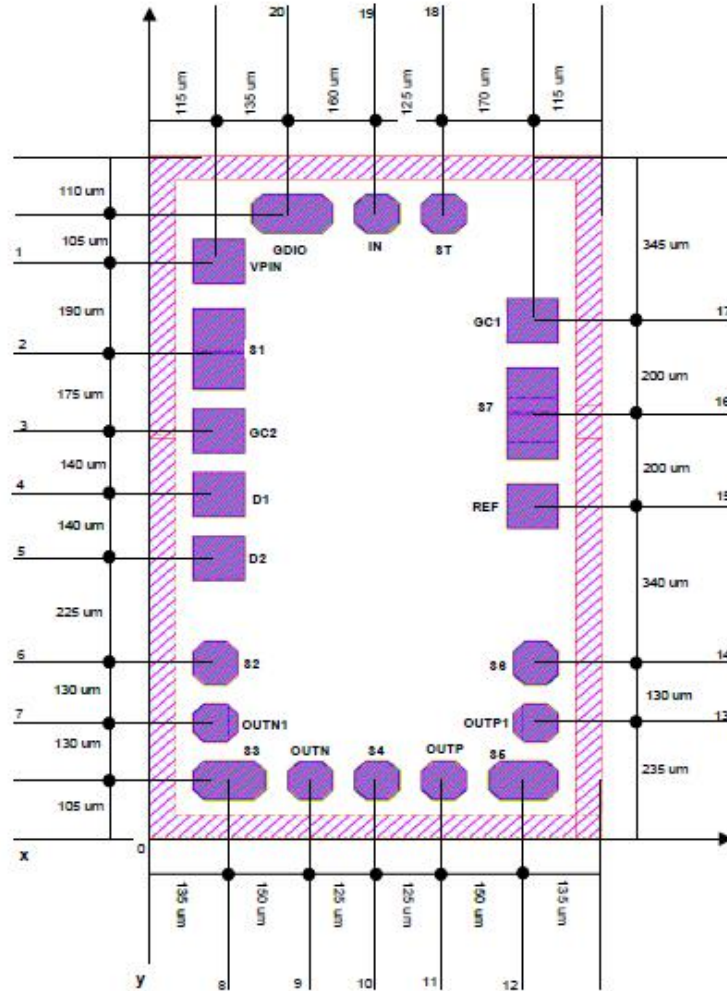 20
19
18
115 um
135 um
160 um
125 um
170 um
115 um
110 um
105 um
GDIO
IN
ST
1
VPIN
345 um
190 um
GC1
17
2
S1
175 um
200 um
S7
16
3
GC2
140 um
200 um
4
D1
REF
15
140 um
5
D2
340 um
225 um
6
S2
S6
14
130 um
130 um
7
OUTN1
OUTP1
13
130 um
S3
OUTN
S4
OUTP
S5
235 um
105 um
x
0
135 um
150 um
125 um
125 um
150 um
135 um
y
8
9
10
11
12